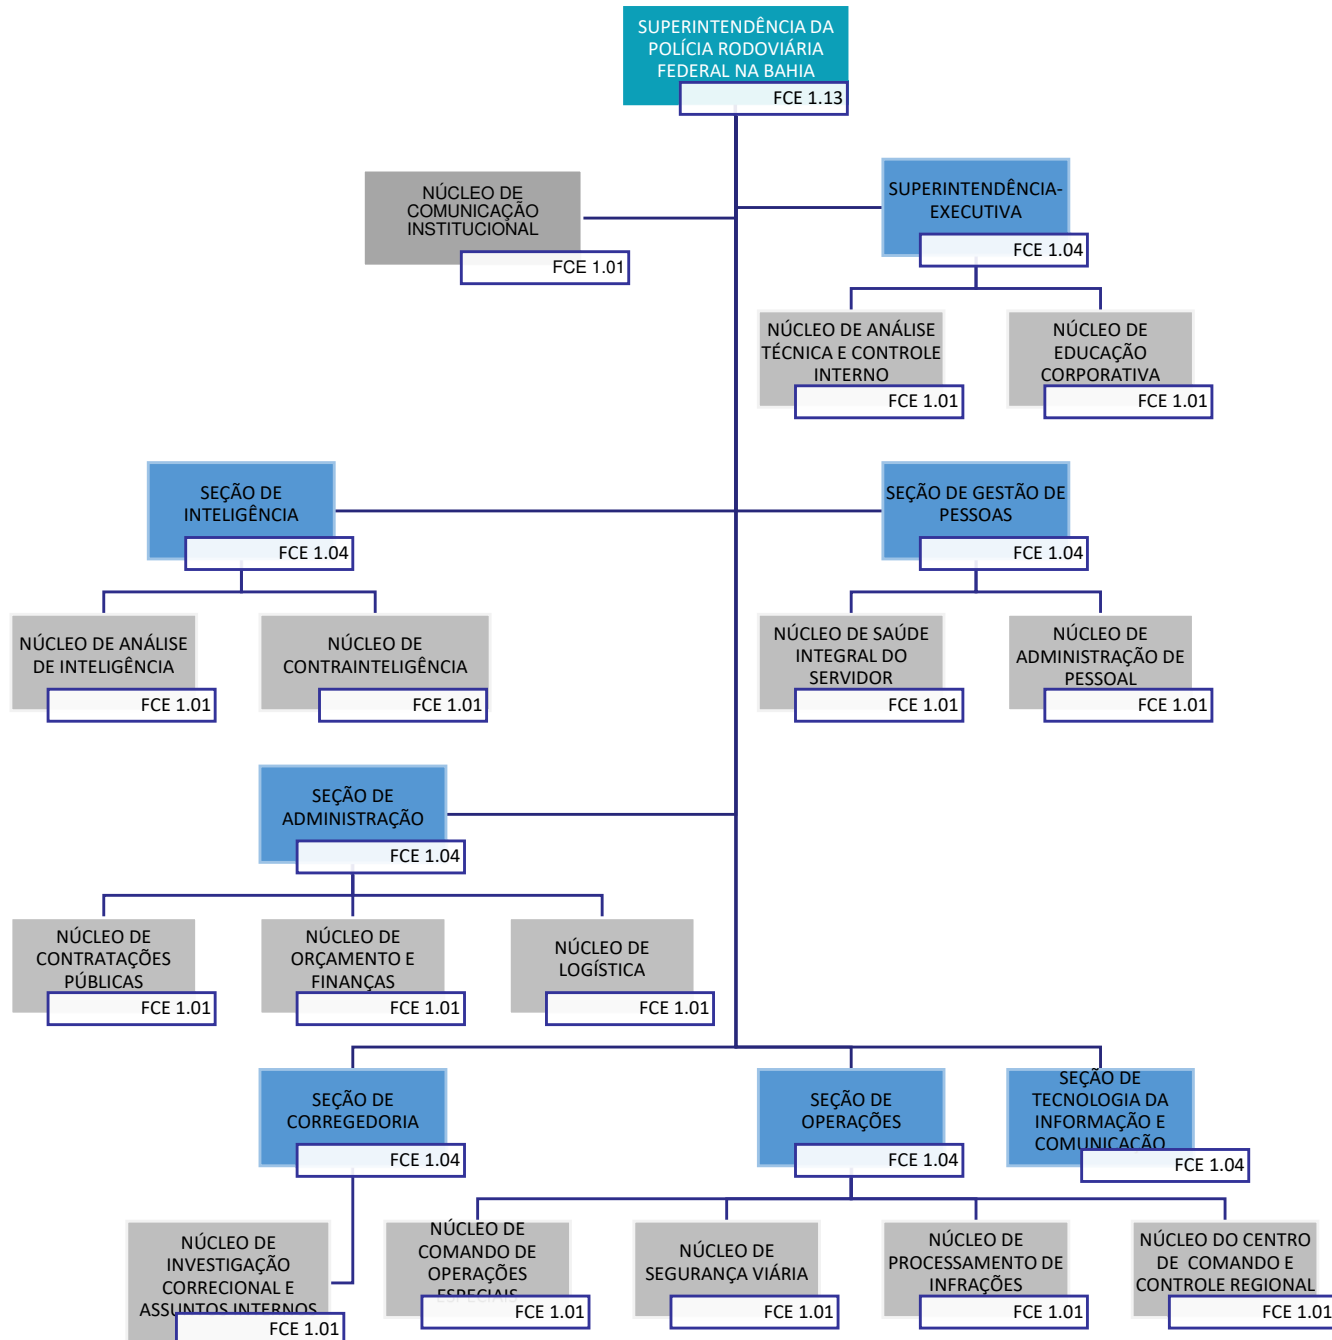 SUPERINTENDÊNCIA DA
POLÍCIA RODOVIÁRIA
FEDERAL NA BAHIA
FCE 1.13
NÚCLEO DE
COMUNICAÇÃO
INSTITUCIONAL
FCE 1.01
SUPERINTENDÊNCIA-
EXECUTIVA
FCE 1.04
NÚCLEO DE ANÁLISE
TÉCNICA E CONTROLE
INTERNO
FCE 1.01
NÚCLEO DE
EDUCAÇÃO
CORPORATIVA
FCE 1.01
SEÇÃO DE
INTELIGÊNCIA
FCE 1.04
SEÇÃO DE GESTÃO DE
PESSOAS
FCE 1.04
NÚCLEO DE ANÁLISE
DE INTELIGÊNCIA
FCE 1.01
NÚCLEO DE
CONTRAINTELIGÊNCIA
FCE 1.01
NÚCLEO DE SAÚDE
INTEGRAL DO
SERVIDOR
FCE 1.01
NÚCLEO DE
ADMINISTRAÇÃO DE
PESSOAL
FCE 1.01
SEÇÃO DE
ADMINISTRAÇÃO
FCE 1.04
NÚCLEO DE
CONTRATAÇÕES
PÚBLICAS
FCE 1.01
NÚCLEO DE
ORÇAMENTO E
FINANÇAS
FCE 1.01
NÚCLEO DE
LOGÍSTICA
FCE 1.01
SEÇÃO DE
CORREGEDORIA
FCE 1.04
SEÇÃO DE
OPERAÇÕES
FCE 1.04
SEÇÃO DE
TECNOLOGIA DA
INFORMAÇÃO E
COMUNICAÇÃO
FCE 1.04
NÚCLEO DE
INVESTIGAÇÃO
CORRECIONAL E
ASSUNTOS INTERNOS
FCE 1.01
NÚCLEO DE
COMANDO DE
OPERAÇÕES
ESPECIAIS
FCE 1.01
NÚCLEO DE
SEGURANÇA VIÁRIA
FCE 1.01
NÚCLEO DE
PROCESSAMENTO DE
INFRAÇÕES
FCE 1.01
NÚCLEO DO CENTRO
DE COMANDO E
CONTROLE REGIONAL
FCE 1.01